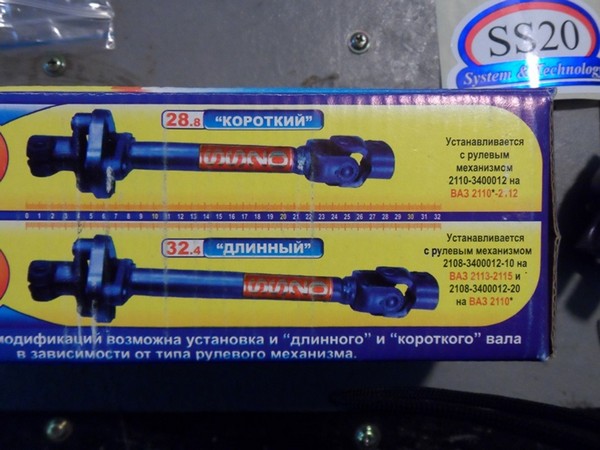 SS20
System & Technology
28.8 "КОРОТКИЙ"
SS20
Устанавливается
с рулевым
механизмом
2110-3400012 на
ВАЗ 2110*-2112
0 1 2 3 4 5 6 7 8 9 10 11 12 13 14 15 16 17 18 19 20 21 22 23 24 25 26 27 28 29 30 31 32
32.4 "ДЛИННЫЙ"
SS20
Устанавливается
с рулевым механизмом
2108-3400012-10 на
ВАЗ 2113-2115 и
2108-3400012-20
на ВАЗ 2110*
модификаций возможна установка и "длинного" и "короткого" вала
в зависимости от типа рулевого механизма.